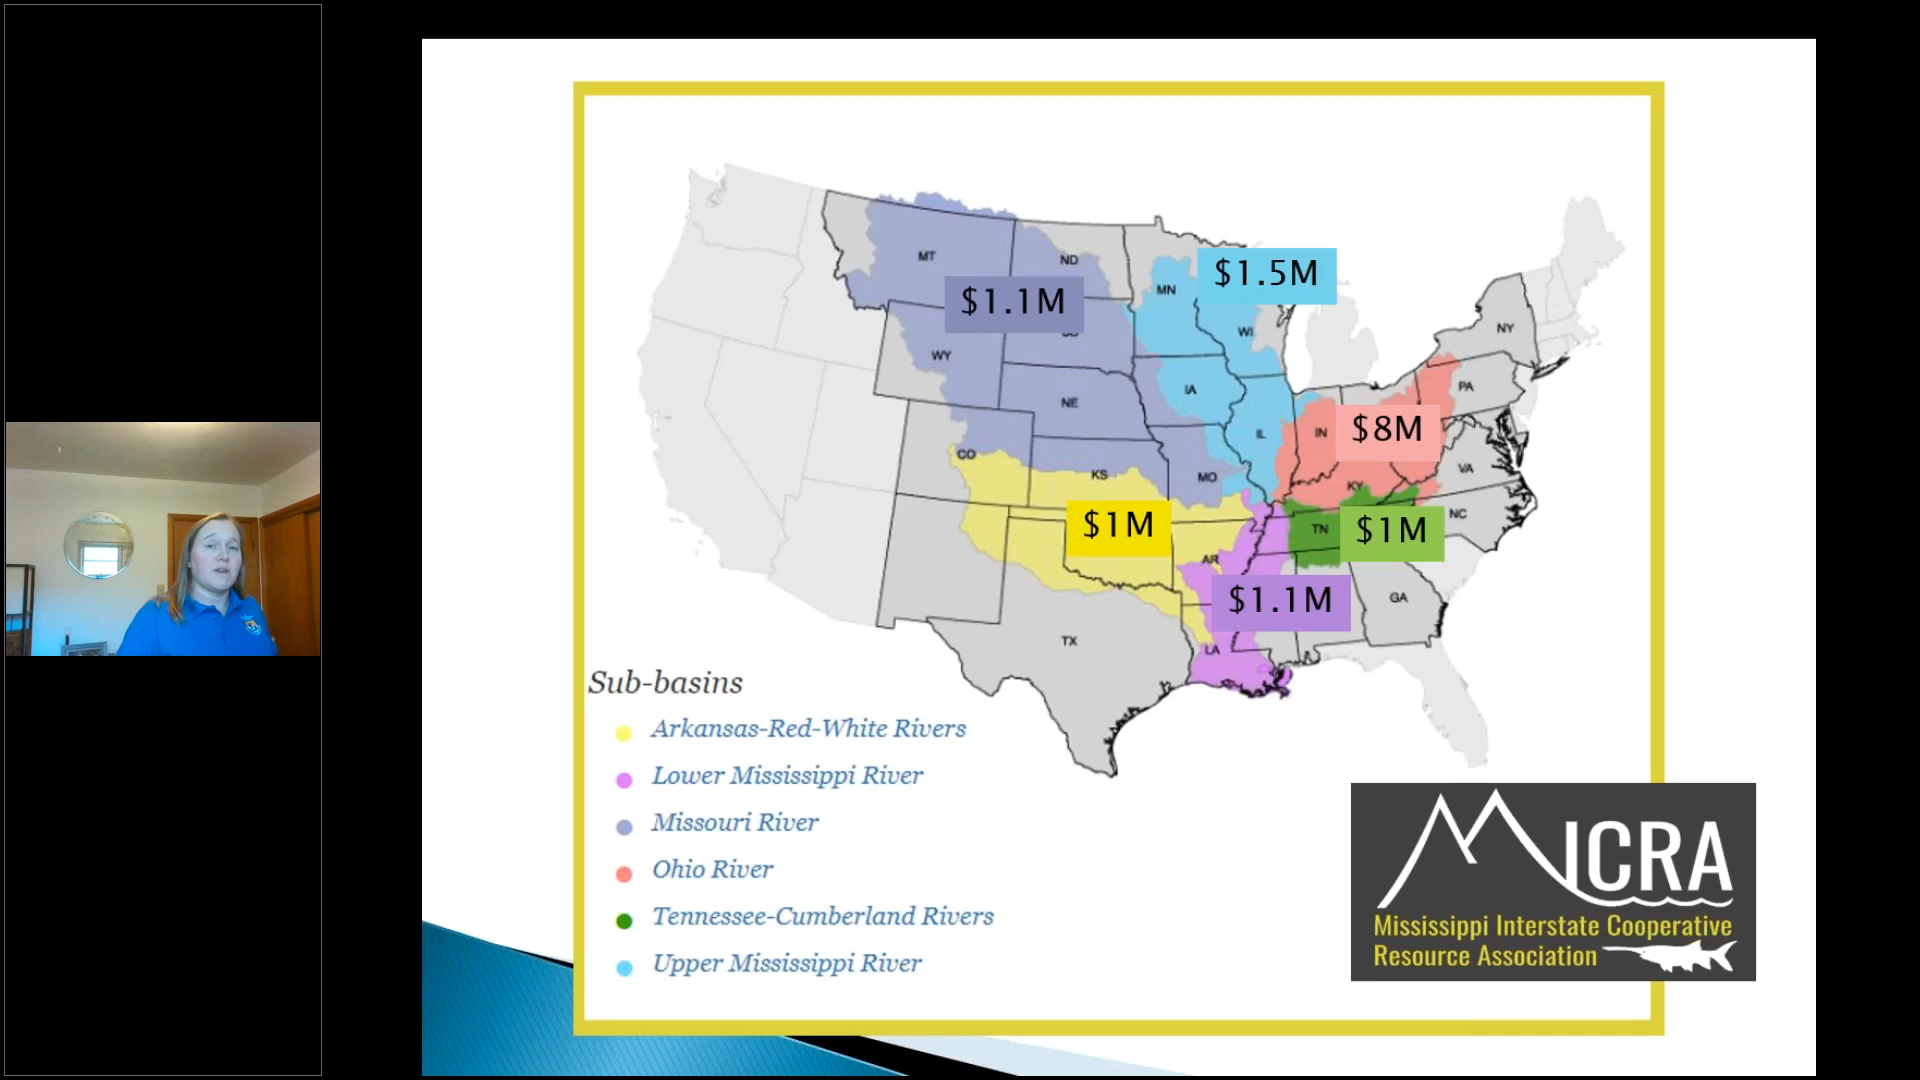 MT
ND
MN
$1.5M
$1.1M
WI
NY
WY
IA
PA
NE
IN
$8M
IL
CO
KS
MO
VA
KY
$1M
TN
$1M
NC
AR
$1.1M
GA
TX
LA
Sub-basins
Arkansas-Red-White Rivers
Lower Mississippi River
Missouri River
Ohio River
Tennessee-Cumberland Rivers
Upper Mississippi River
MICRA
Mississippi Interstate Cooperative
Resource Association